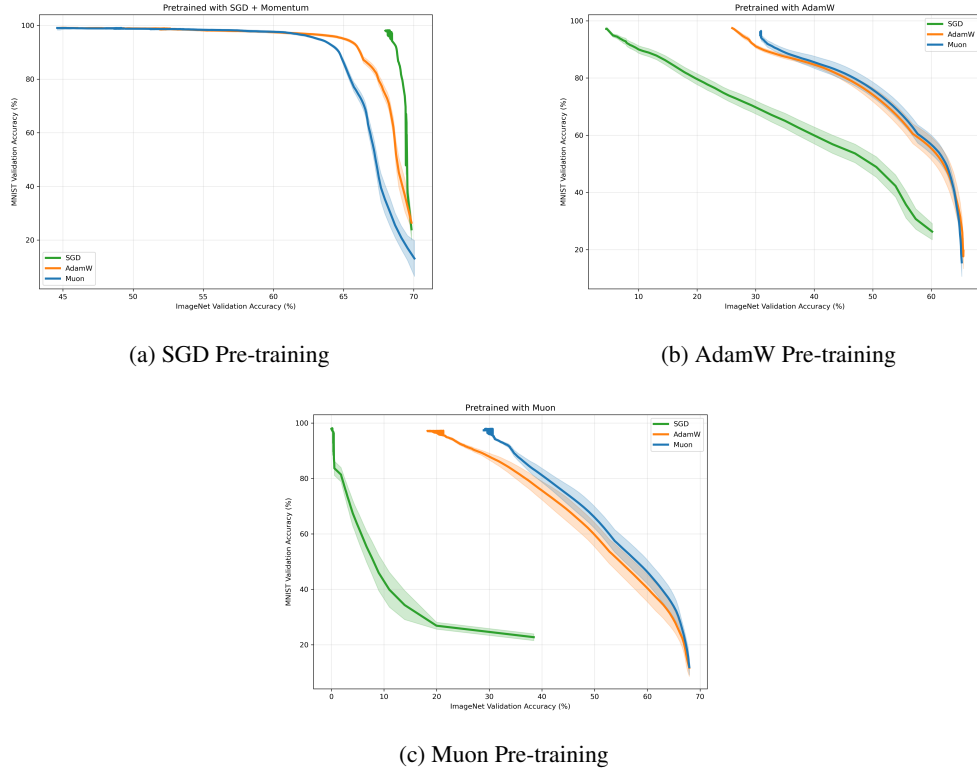 Pretrained with SGD + Momentum
MNIST Validation Accuracy (%)
100
80
60
40
20
SGD
AdamW
Muon
45
50
55
60
65
70
ImageNet Validation Accuracy (%)
(a) SGD Pre-training
Pretrained with AdamW
MNIST Validation Accuracy (%)
100
80
60
40
20
SGD
AdamW
Muon
10
20
30
40
50
60
ImageNet Validation Accuracy (%)
(b) AdamW Pre-training
Pretrained with Muon
MNIST Validation Accuracy (%)
100
80
60
40
20
SGD
AdamW
Muon
0
10
20
30
40
50
60
70
ImageNet Validation Accuracy (%)
(c) Muon Pre-training